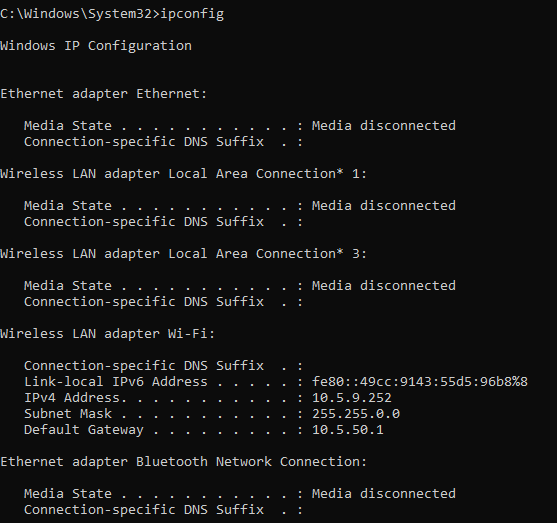 C:\Windows\System32>ipconfig
Windows IP Configuration
Ethernet adapter Ethernet:
Media State . . . . . . . . . . . : Media disconnected
Connection-specific DNS Suffix  . :
Wireless LAN adapter Local Area Connection* 1:
Media State . . . . . . . . . . . : Media disconnected
Connection-specific DNS Suffix  . :
Wireless LAN adapter Local Area Connection* 3:
Media State . . . . . . . . . . . : Media disconnected
Connection-specific DNS Suffix  . :
Wireless LAN adapter Wi-Fi:
Connection-specific DNS Suffix  . :
Link-local IPv6 Address . . . . . : fe80::49cc:9143:55d5:96b8%8
IPv4 Address. . . . . . . . . . . : 10.5.9.252
Subnet Mask . . . . . . . . . . . : 255.255.0.0
Default Gateway . . . . . . . . . : 10.5.50.1
Ethernet adapter Bluetooth Network Connection:
Media State . . . . . . . . . . . : Media disconnected
Connection-specific DNS Suffix  . :